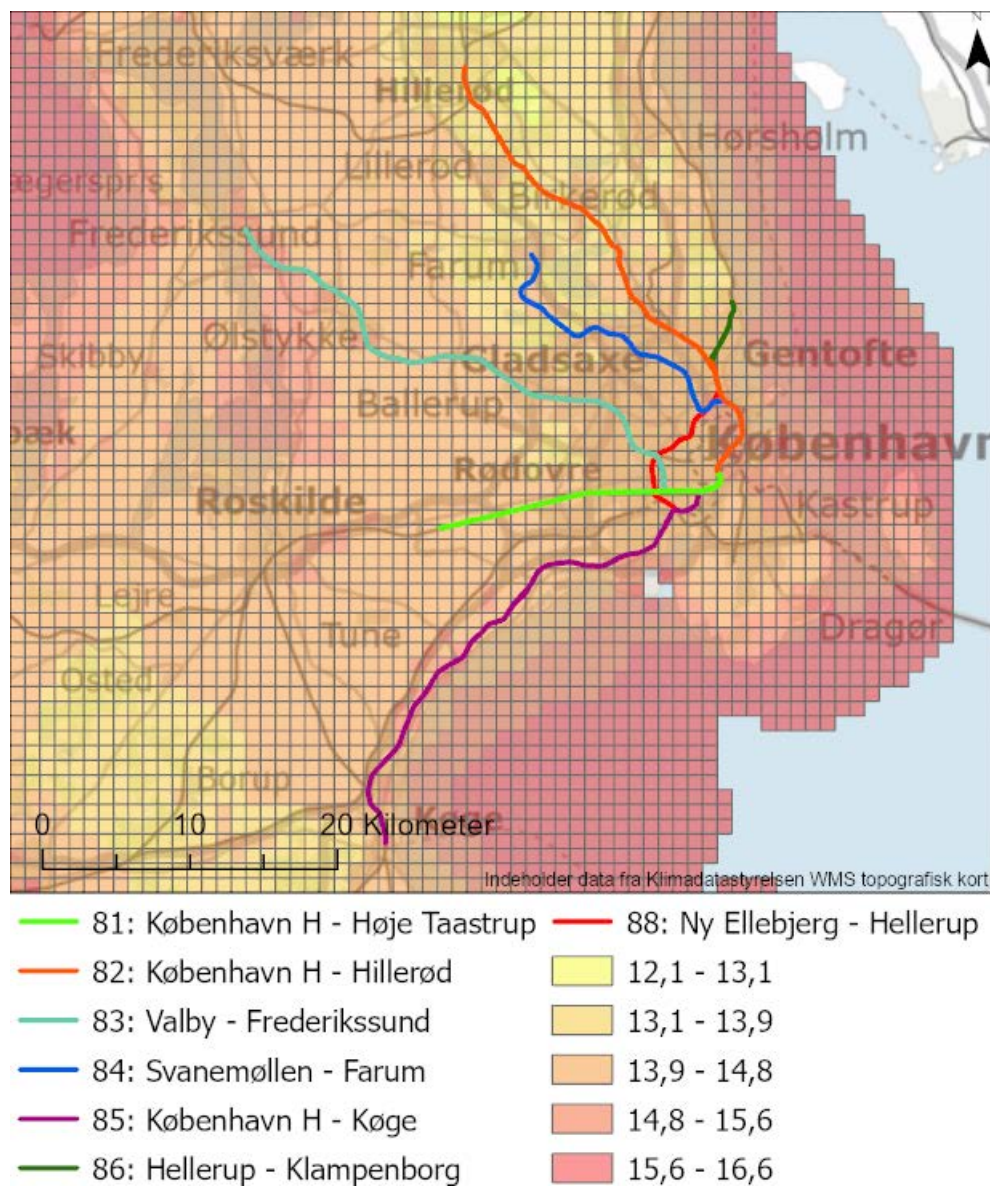 N
Frederiksværk
Hillerød
Hørsholm
Lillerød
ægerspris
Birkerød
Frederikssund
Farum
Ølstykke
Gladsaxe
Gentofte
Skibby
Ballerup
bæk
København
Rødovre
Roskilde
Kastrup
Lejre
Tune
Dragør
Osted
Borup
Køge
0 10 20 Kilometer
Indeholder data fra Klimadatastyrelsen WMS topografisk kort
81: København H - Høje Taastrup
82: København H - Hillerød
83: Valby - Frederikssund
84: Svanemøllen - Farum
85: København H - Køge
86: Hellerup - Klampenborg
88: Ny Ellebjerg - Hellerup
12,1 - 13,1
13,1 - 13,9
13,9 - 14,8
14,8 - 15,6
15,6 - 16,6